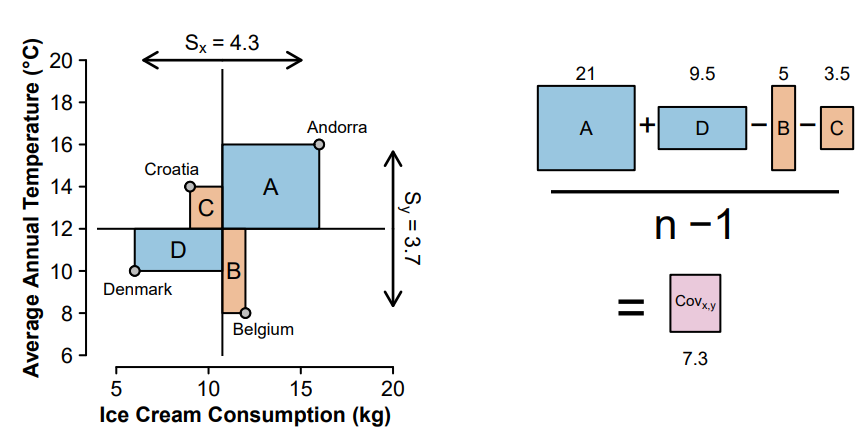 Sx = 4.3
Average Annual Temperature (°C)
20
18
16
14
12
10
8
6
Andorra
Croatia
A
C
D
B
Denmark
Belgium
Sy = 3.7
5
10
15
20
Ice Cream Consumption (kg)
21
9.5
5
3.5
A + D − B − C
n −1
= Covx,y
7.3